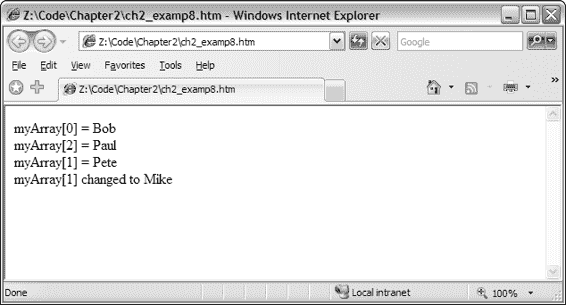 Z:\Code\Chapter2\ch2_examp8.htm - Windows Internet Explorer
Z:\Code\Chapter2\ch2_examp8.htm
Google
File Edit View Favorites Tools Help
Z:\Code\Chapter2\ch2_examp8.htm
»
myArray[0] = Bob
myArray[2] = Paul
myArray[1] = Pete
myArray[1] changed to Mike
Done
Local intranet
100%